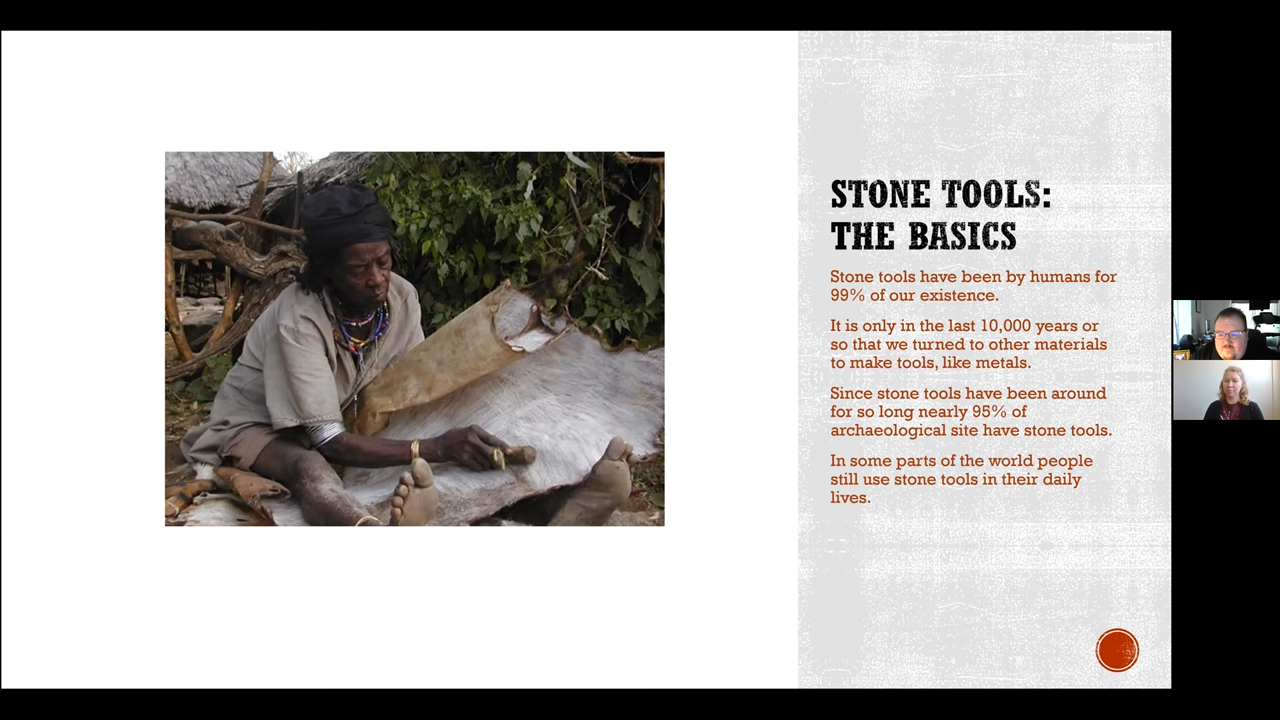 STONE TOOLS:
THE BASICS
Stone tools have been by humans for
99% of our existence.
It is only in the last 10,000 years or
so that we turned to other materials
to make tools, like metals.
Since stone tools have been around
for so long nearly 95% of
archaeological site have stone tools.
In some parts of the world people
still use stone tools in their daily
lives.